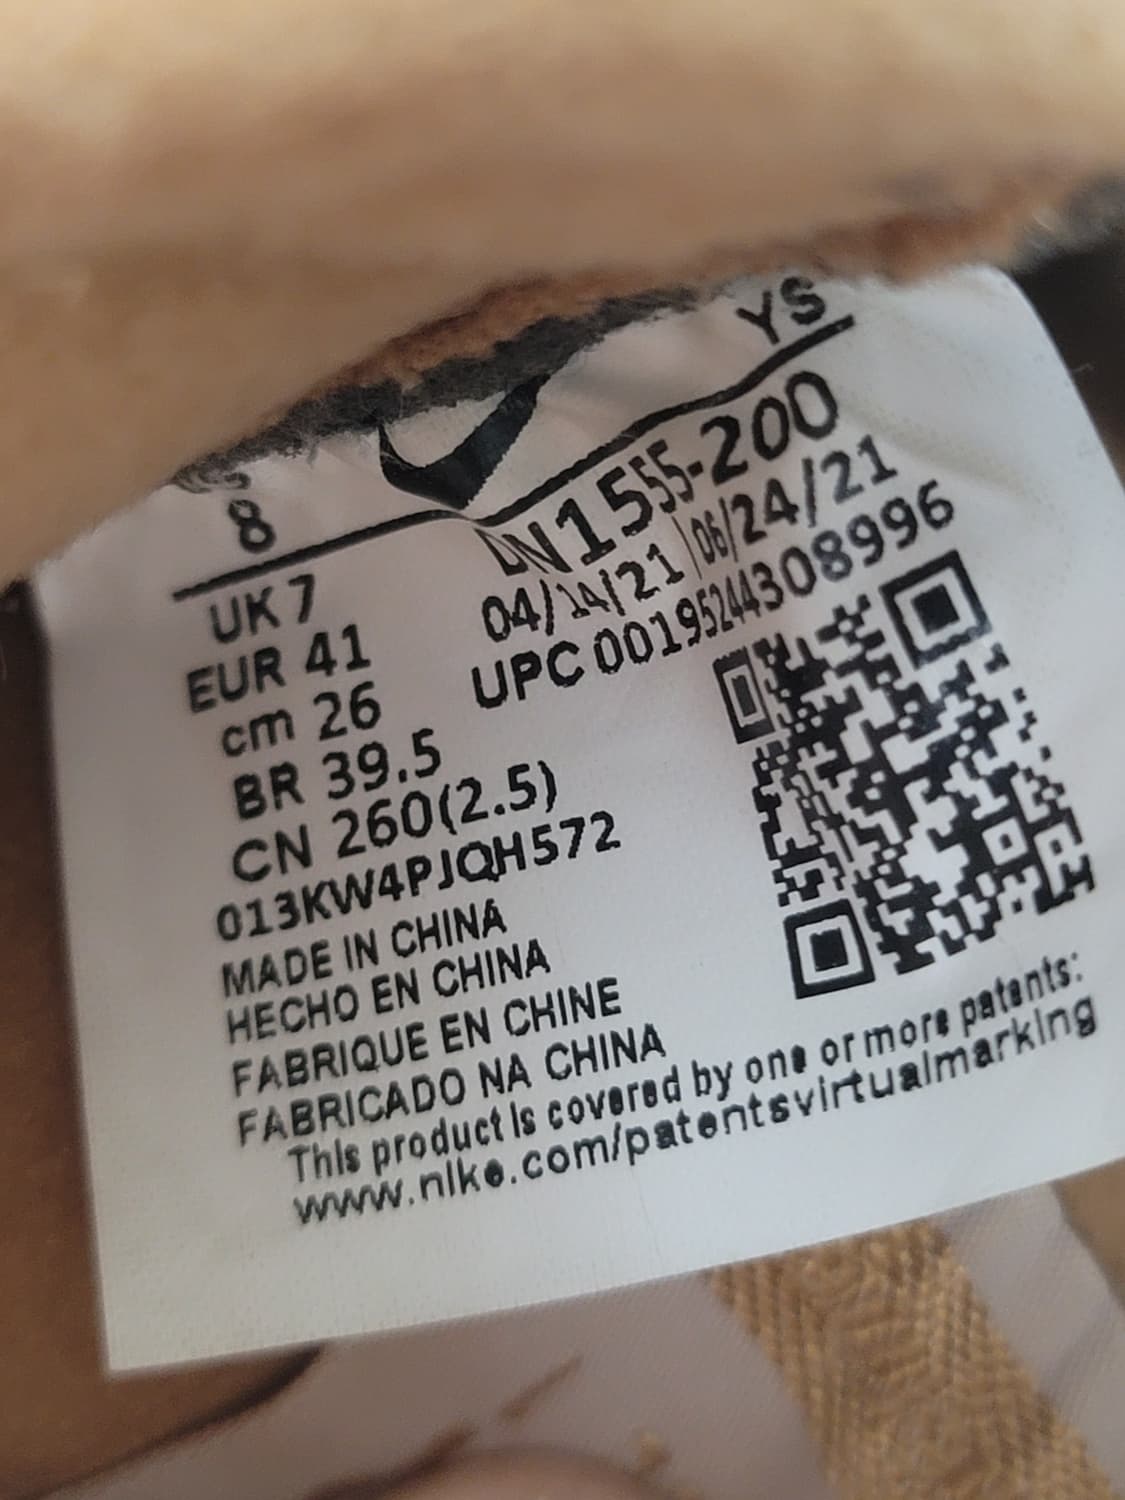 YS
8
UK 7
EUR 41
cm 26
BR 39.5
CN 260(2.5)
013KW4PJQH572
DN1555-200
04/14/21 | 06/24/21
UPC 00195244308996
MADE IN CHINA
HECHO EN CHINA
FABRIQUE EN CHINE
FABRICADO NA CHINA
This product is covered by one or more patents:
www.nike.com/patentsvirtualmarking